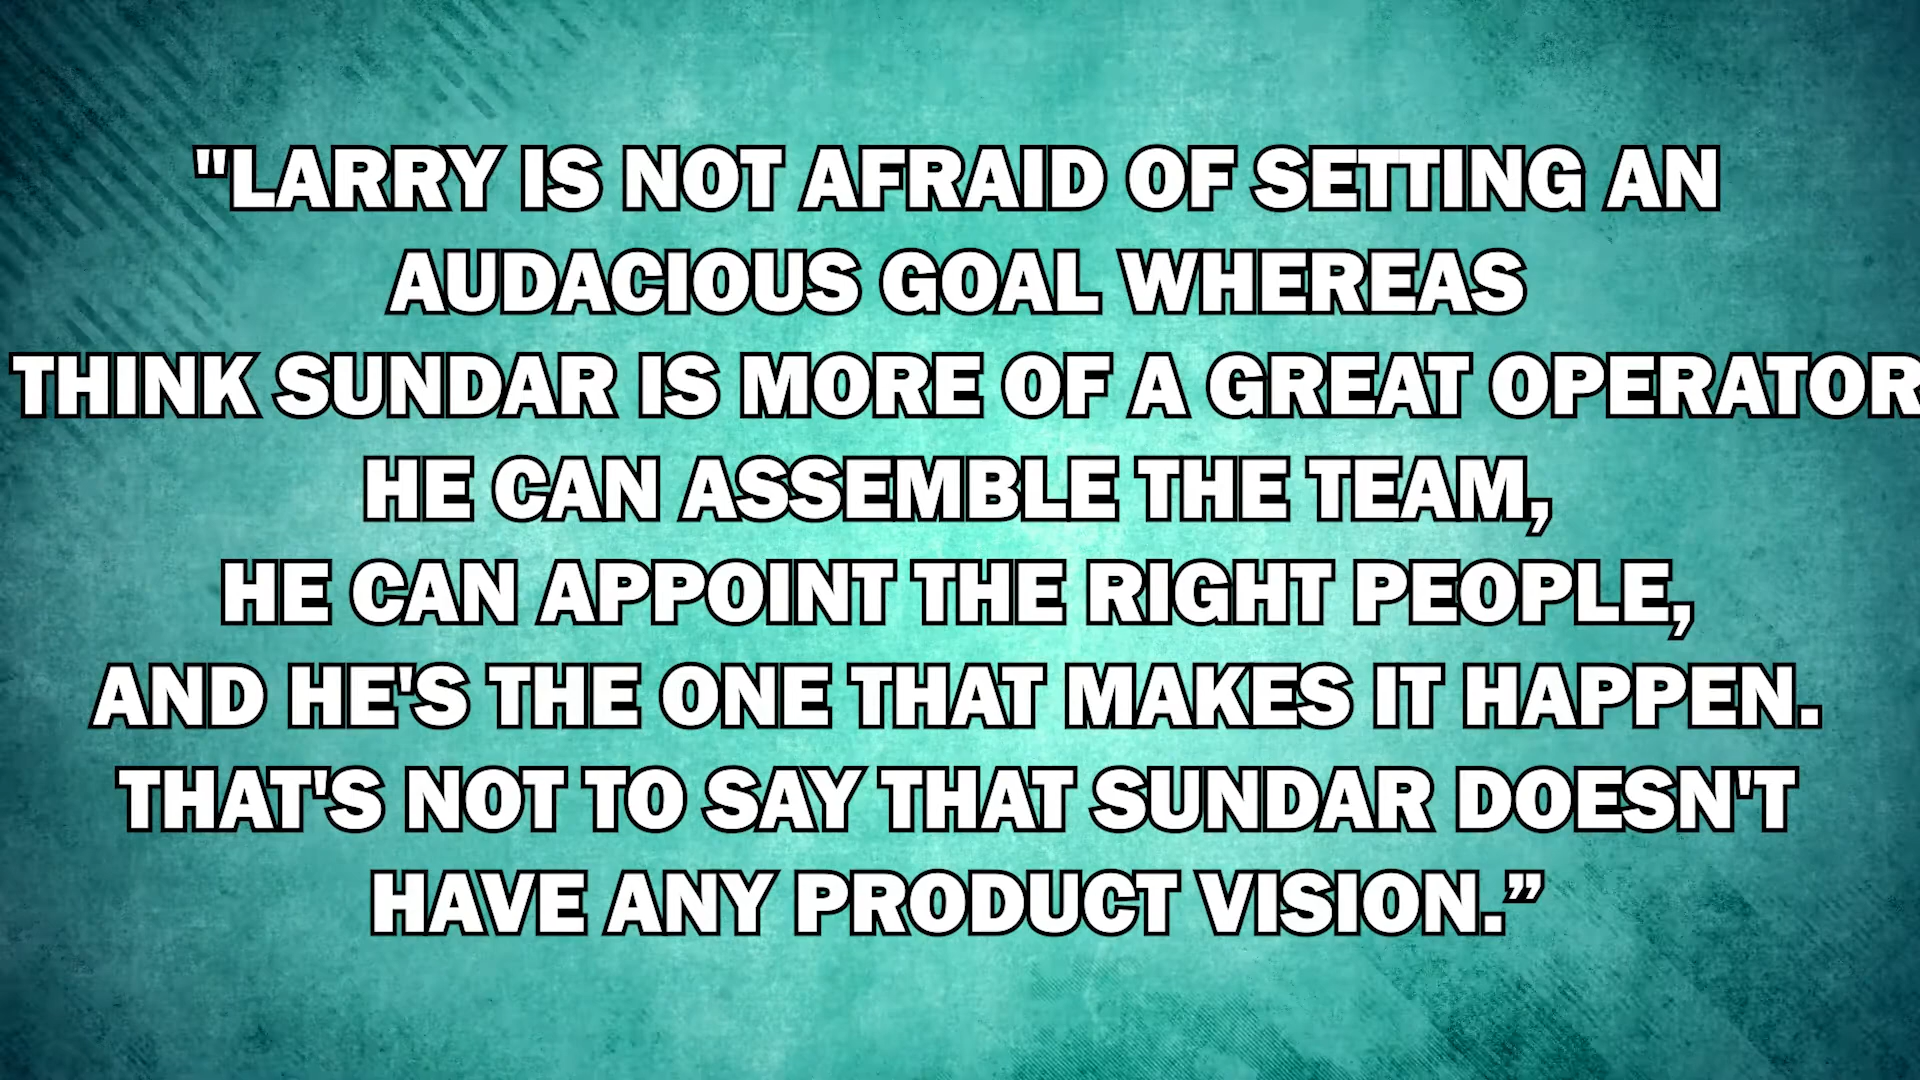 "LARRY IS NOT AFRAID OF SETTING AN
AUDACIOUS GOAL WHEREAS
THINK SUNDAR IS MORE OF A GREAT OPERATOR
HE CAN ASSEMBLE THE TEAM,
HE CAN APPOINT THE RIGHT PEOPLE,
AND HE'S THE ONE THAT MAKES IT HAPPEN.
THAT'S NOT TO SAY THAT SUNDAR DOESN'T
HAVE ANY PRODUCT VISION.”